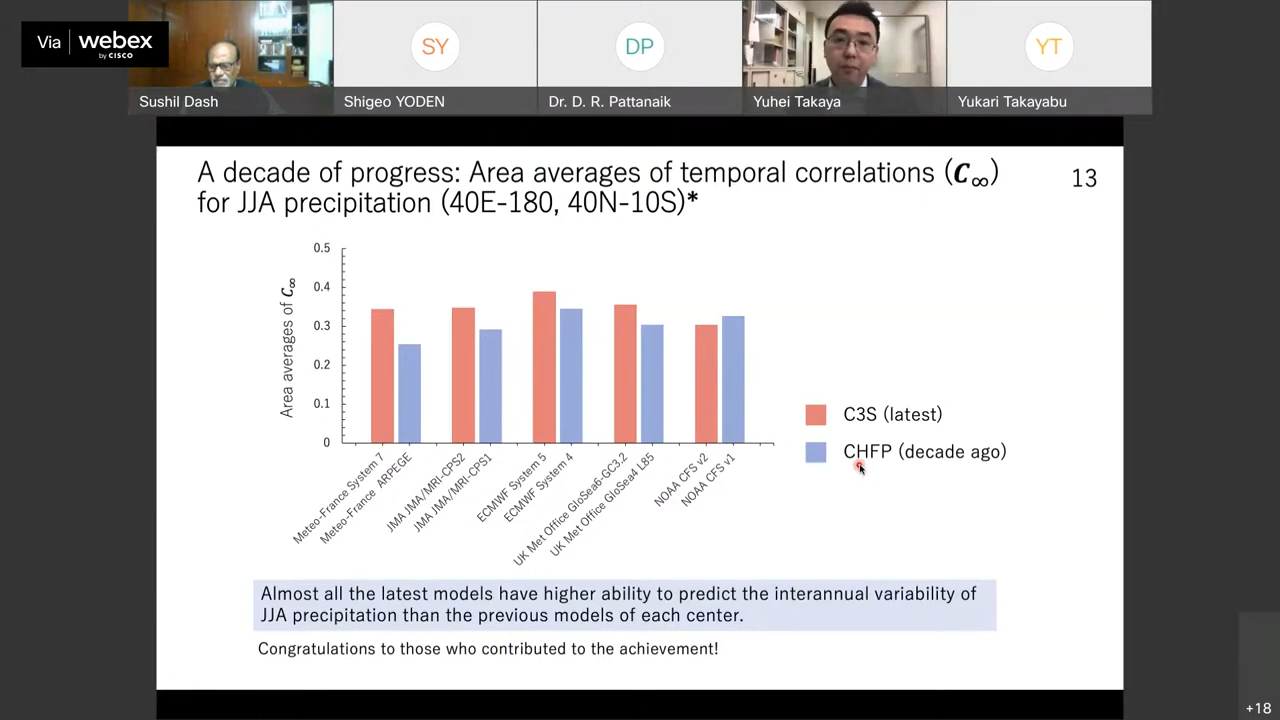 Via webex
by CISCO
SY
DP
YT
Sushil Dash
Shigeo YODEN
Dr. D. R. Pattanaik
Yuhei Takaya
Yukari Takayabu
A decade of progress: Area averages of temporal correlations (C∞)
for JJA precipitation (40E-180, 40N-10S)*
13
Area averages of C∞
0.5
0.4
0.3
0.2
0.1
0
Meteo-France System 7
Meteo-France ARPEGE
JMA JMA/MRI-CPS2
JMA JMA/MRI-CPS1
ECMWF System 5
ECMWF System 4
UK Met Office GloSea6-GC3.2
UK Met Office GloSea4 L85
NOAA CFS v2
NOAA CFS v1
C3S (latest)
CHFP (decade ago)
Almost all the latest models have higher ability to predict the interannual variability of
JJA precipitation than the previous models of each center.
Congratulations to those who contributed to the achievement!
+18